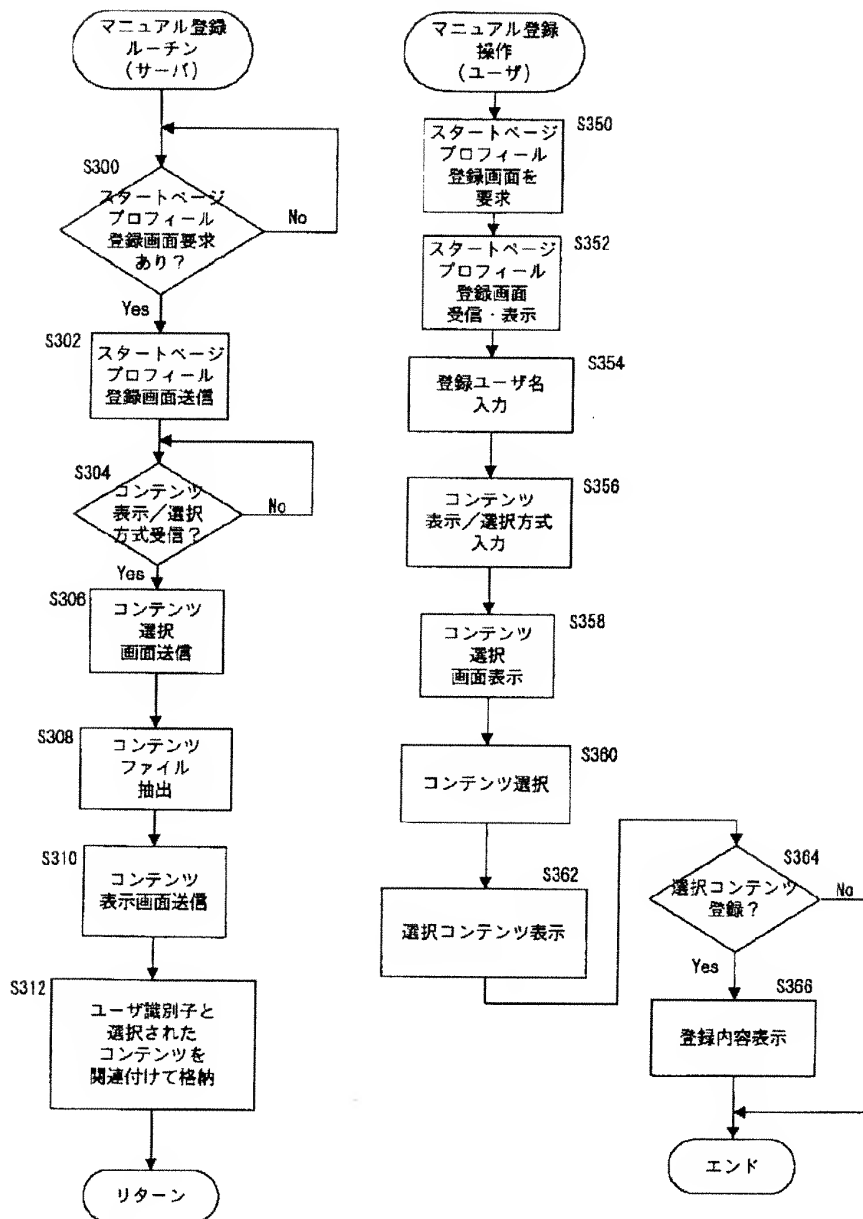 マニュアル登録
ルーチン
(サーバ)
S300
スタートページ
プロフィール
登録画面要求
あり?
No
Yes
S302
スタートページ
プロフィール
登録画面送信
S304
コンテンツ
表示/選択
方式受信?
No
Yes
S306
コンテンツ
選択
画面送信
S308
コンテンツ
ファイル
抽出
S310
コンテンツ
表示画面送信
S312
ユーザ識別子と
選択された
コンテンツを
関連付けて格納
リターン
マニュアル登録
操作
(ユーザ)
S350
スタートページ
プロフィール
登録画面を
要求
S352
スタートページ
プロフィール
登録画面
受信・表示
S354
登録ユーザ名
入力
S356
コンテンツ
表示/選択方式
入力
S358
コンテンツ
選択
画面表示
S360
コンテンツ選択
S362
選択コンテンツ表示
S364
選択コンテンツ
登録?
No
Yes
S366
登録内容表示
エンド